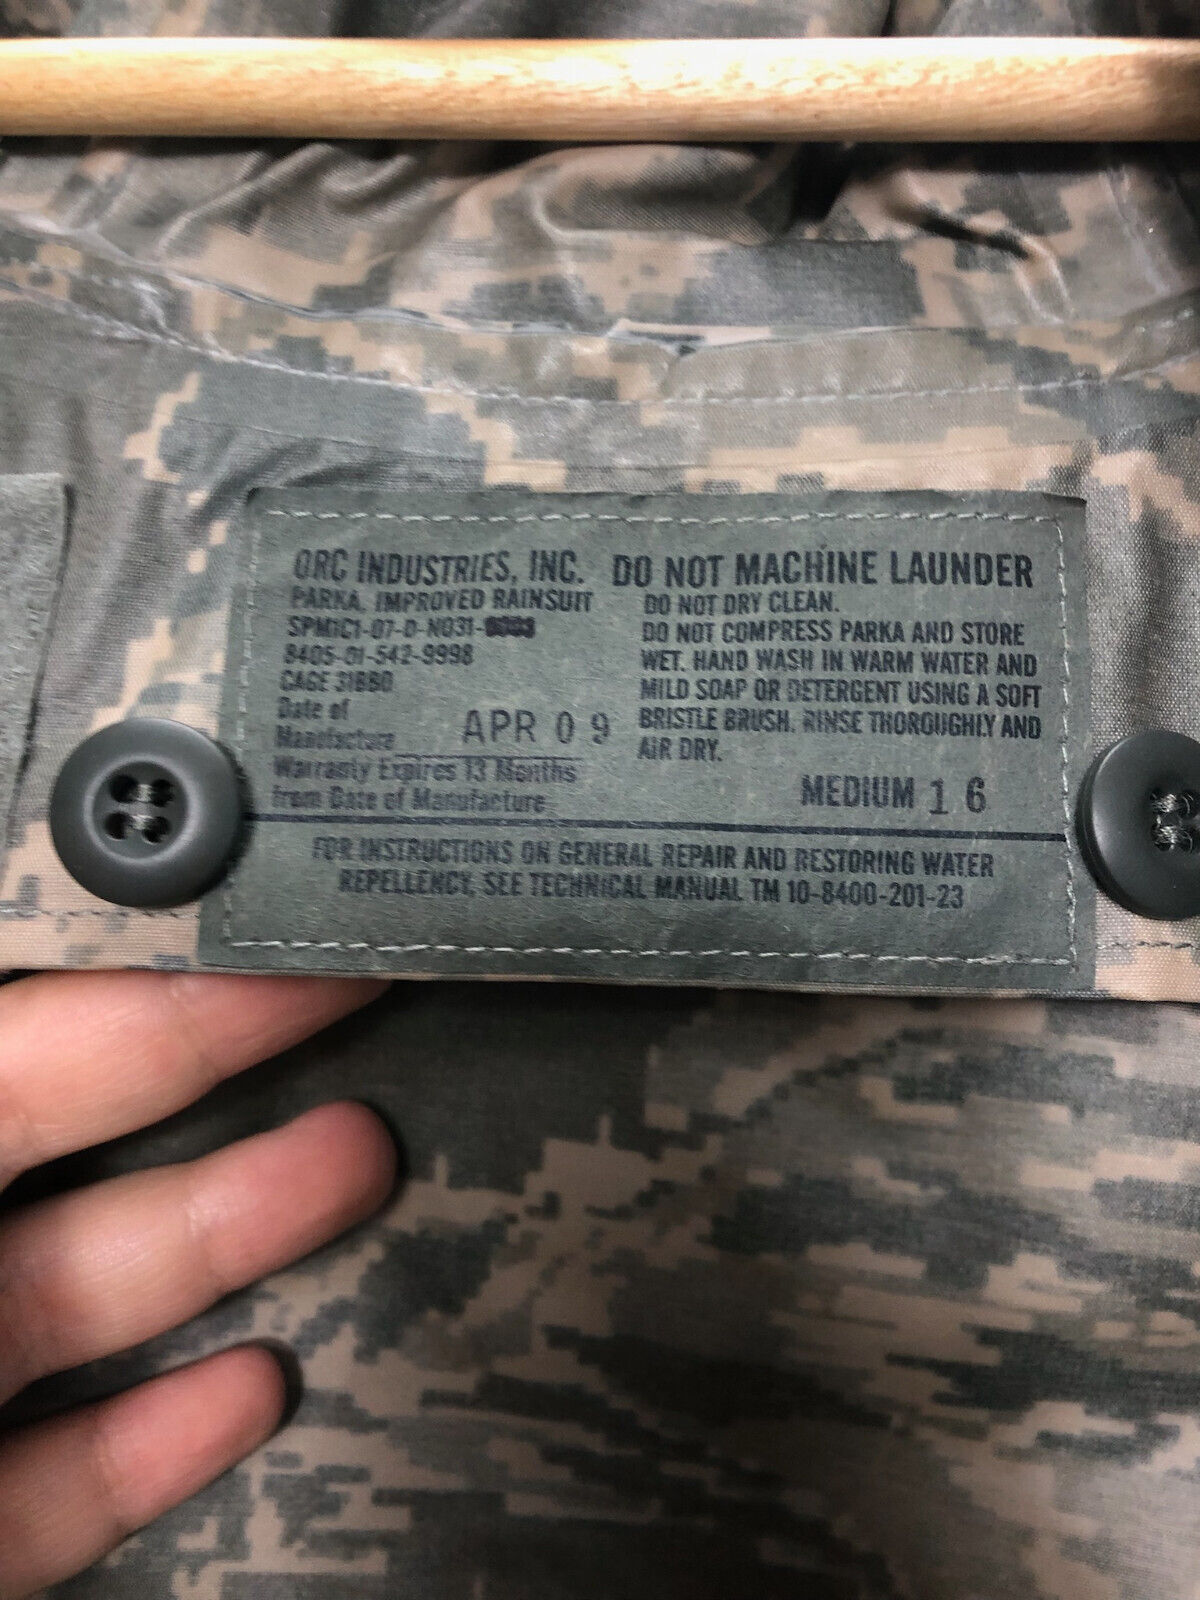 ORC INDUSTRIES, INC.
PARKA, IMPROVED RAINSUIT
SPM1C1-07-D-N031-
8405-01-542-9998
CAGE 31880
Date of
Manufacture APR 09
Warranty Expires 13 Months
from Date of Manufacture
DO NOT MACHINE LAUNDER
DO NOT DRY CLEAN.
DO NOT COMPRESS PARKA AND STORE
WET. HAND WASH IN WARM WATER AND
MILD SOAP OR DETERGENT USING A SOFT
BRISTLE BRUSH. RINSE THOROUGHLY AND
AIR DRY.
MEDIUM 16
FOR INSTRUCTIONS ON GENERAL REPAIR AND RESTORING WATER
REPELLENCY, SEE TECHNICAL MANUAL TM 10-8400-201-23